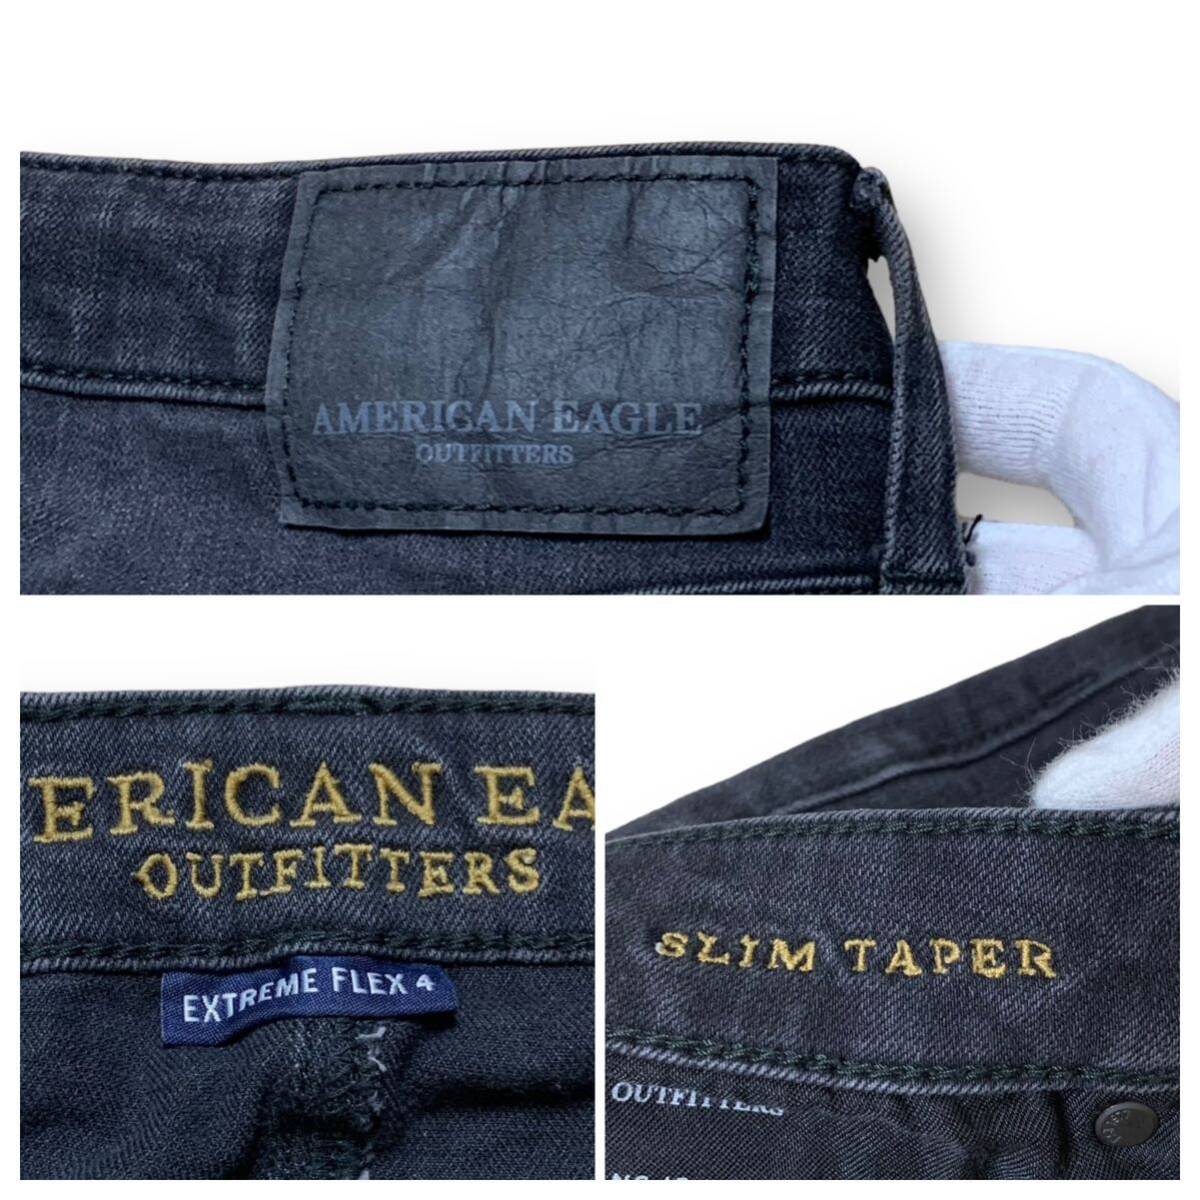 AMERICAN EAGLE
OUTFITTERS
ERICAN EA
OUTFITTERS
EXTREME FLEX 4
SLIM TAPER
OUTFITTERS